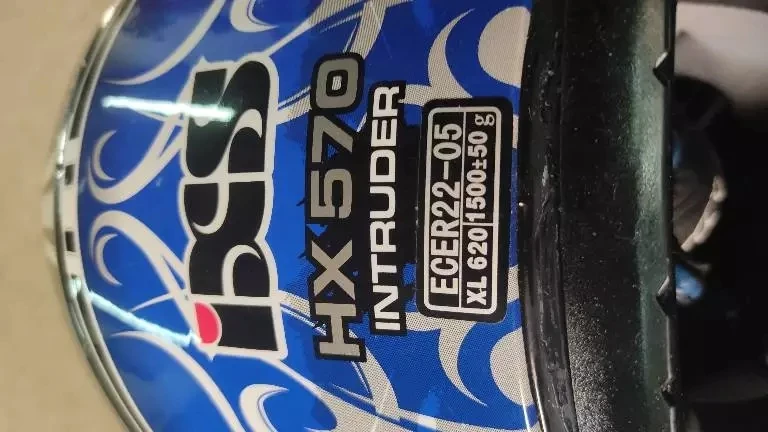 ixs
HX 570
INTRUDER
ECER22-05
XL 620 1500±50 g